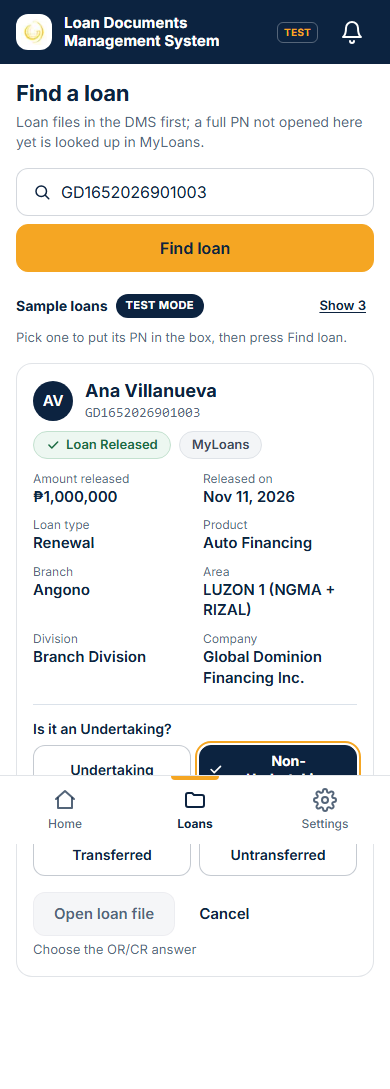 Loan Documents
Management System
TEST
Find a loan
Loan files in the DMS first; a full PN not opened here
yet is looked up in MyLoans.
GD1652026901003
Find loan
Sample loans
TEST MODE
Show 3
Pick one to put its PN in the box, then press Find loan.
AV
Ana Villanueva
GD1652026901003
Loan Released
MyLoans
Amount released
Released on
₱1,000,000
Nov 11, 2026
Loan type
Product
Renewal
Auto Financing
Branch
Area
Angono
LUZON 1 (NGMA +
RIZAL)
Division
Company
Branch Division
Global Dominion
Financing Inc.
Is it an Undertaking?
Undertaking
Non-
Home
Loans
Settings
Transferred
Untransferred
Open loan file
Cancel
Choose the OR/CR answer